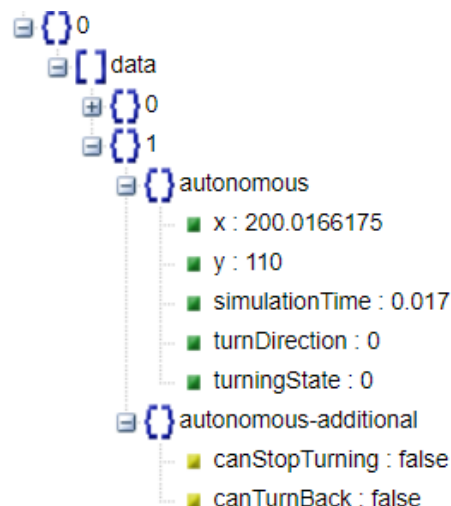 0
data
0
1
autonomous
x : 200.0166175
y : 110
simulationTime : 0.017
turnDirection : 0
turningState : 0
autonomous-additional
canStopTurning : false
canTurnBack : false